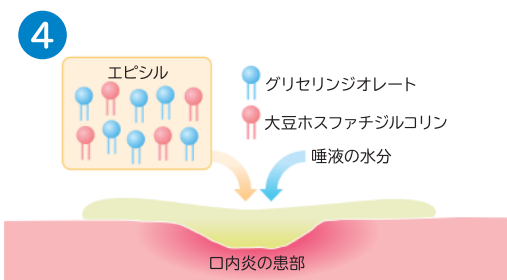 4
エピシル
グリセリンジオレート
大豆ホスファチジルコリン
唾液の水分
口内炎の患部